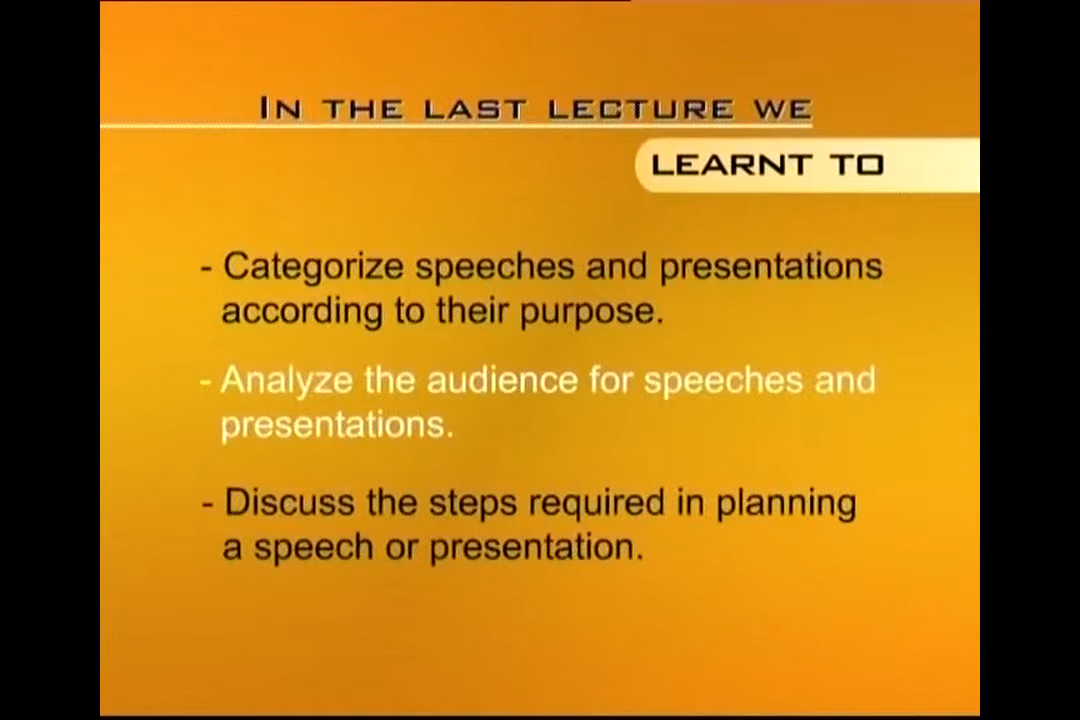 IN THE LAST LECTURE WE
LEARNT TO
- Categorize speeches and presentations
according to their purpose.
- Analyze the audience for speeches and
presentations.
- Discuss the steps required in planning
a speech or presentation.